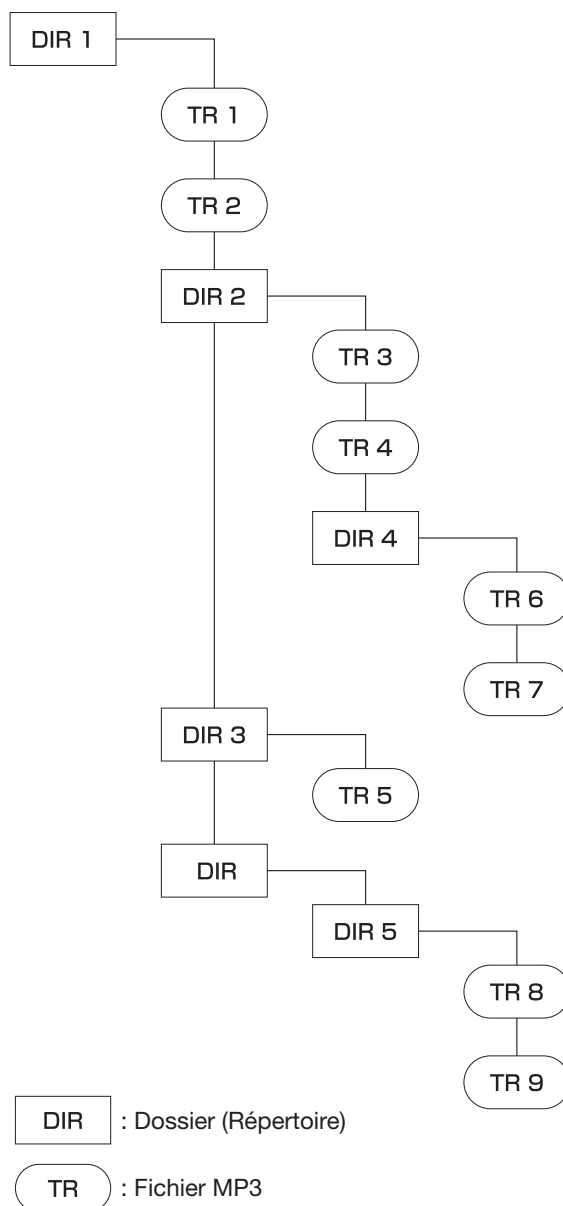 DIR 1
TR 1
TR 2
DIR 2
TR 3
TR 4
DIR 4
TR 6
TR 7
DIR 3
TR 5
DIR
DIR 5
TR 8
TR 9
DIR : Dossier (Répertoire)
TR : Fichier MP3